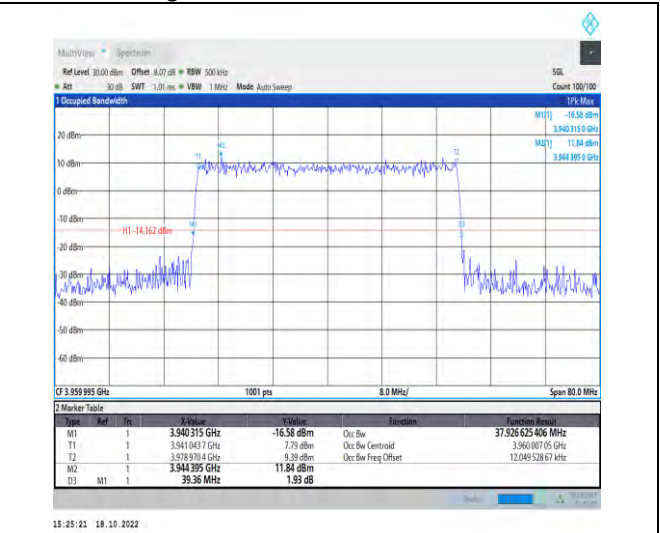 MultiView Spectrum
Ref Level 30.00 dBm Offset 8.07 dB RBW 500 kHz SGL
Att 30 dB SWT 1.01 ms VBW 1 MHz Mode Auto Sweep Count 100/100
1 Occupied Bandwidth 1Pk Max
M1[1] -16.58 dBm
3.940 315 0 GHz
20 dBm M2[1] 11.84 dBm
3.944 395 0 GHz
M2
T1 T2
10 dBm
0 dBm
-10 dBm
M1 D3
H1 -14.162 dBm
-20 dBm
-30 dBm
-40 dBm
-50 dBm
-60 dBm
CF 3.959 995 GHz 1001 pts 8.0 MHz/ Span 80.0 MHz
2 Marker Table
Type Ref Trc X-Value Y-Value Function Function Result
M1 1 3.940 315 GHz -16.58 dBm Occ Bw 37.926 625 406 MHz
T1 1 3.941 043 7 GHz 7.79 dBm Occ Bw Centroid 3.960 007 05 GHz
T2 1 3.978 970 4 GHz 9.39 dBm Occ Bw Freq Offset 12.049 528 67 kHz
M2 1 3.944 395 GHz 11.84 dBm
D3 M1 1 39.36 MHz 1.93 dB
15:25:21 18.10.2022